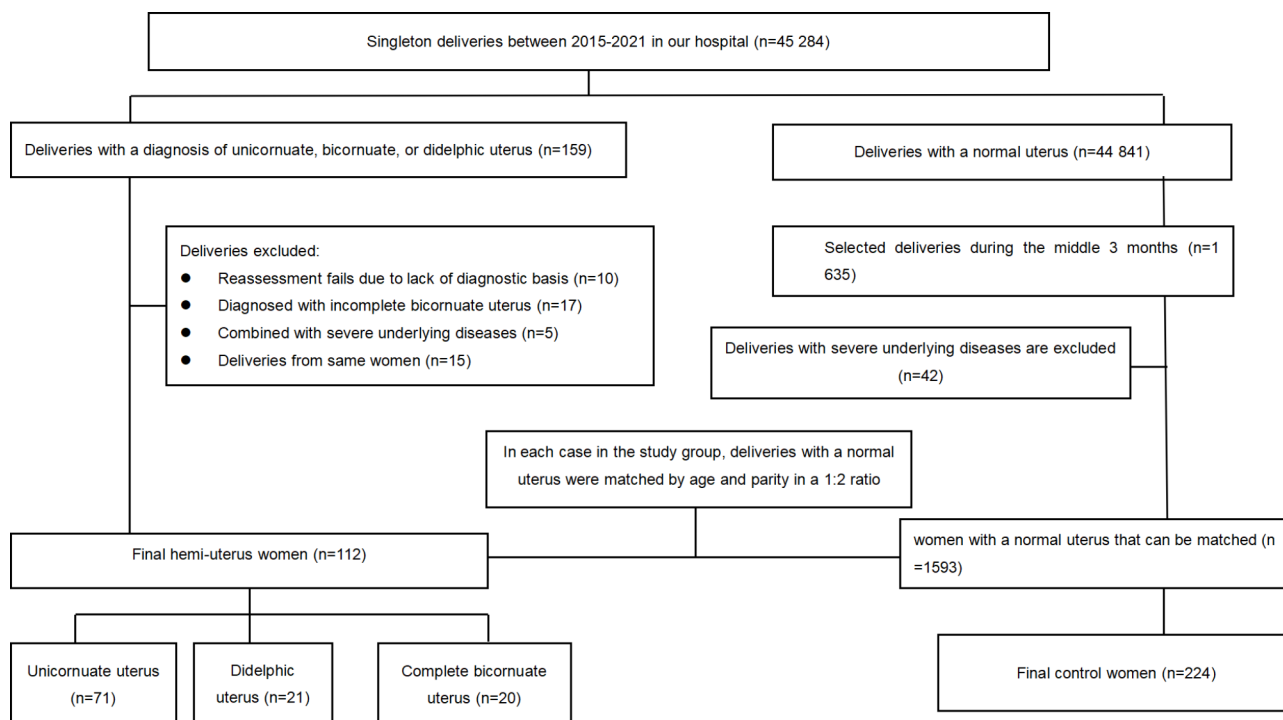 Singleton deliveries between 2015-2021 in our hospital (n=45 284)
Deliveries with a diagnosis of unicornuate, bicornuate, or didelphic uterus (n=159)
Deliveries with a normal uterus (n=44 841)
Deliveries excluded:
● Reassessment fails due to lack of diagnostic basis (n=10)
● Diagnosed with incomplete bicornuate uterus (n=17)
● Combined with severe underlying diseases (n=5)
● Deliveries from same women (n=15)
Selected deliveries during the middle 3 months (n=1
635)
Deliveries with severe underlying diseases are excluded
(n=42)
In each case in the study group, deliveries with a normal
uterus were matched by age and parity in a 1:2 ratio
Final hemi-uterus women (n=112)
women with a normal uterus that can be matched (n
=1593)
Unicornuate uterus
(n=71)
Didelphic
uterus (n=21)
Complete bicornuate
uterus (n=20)
Final control women (n=224)